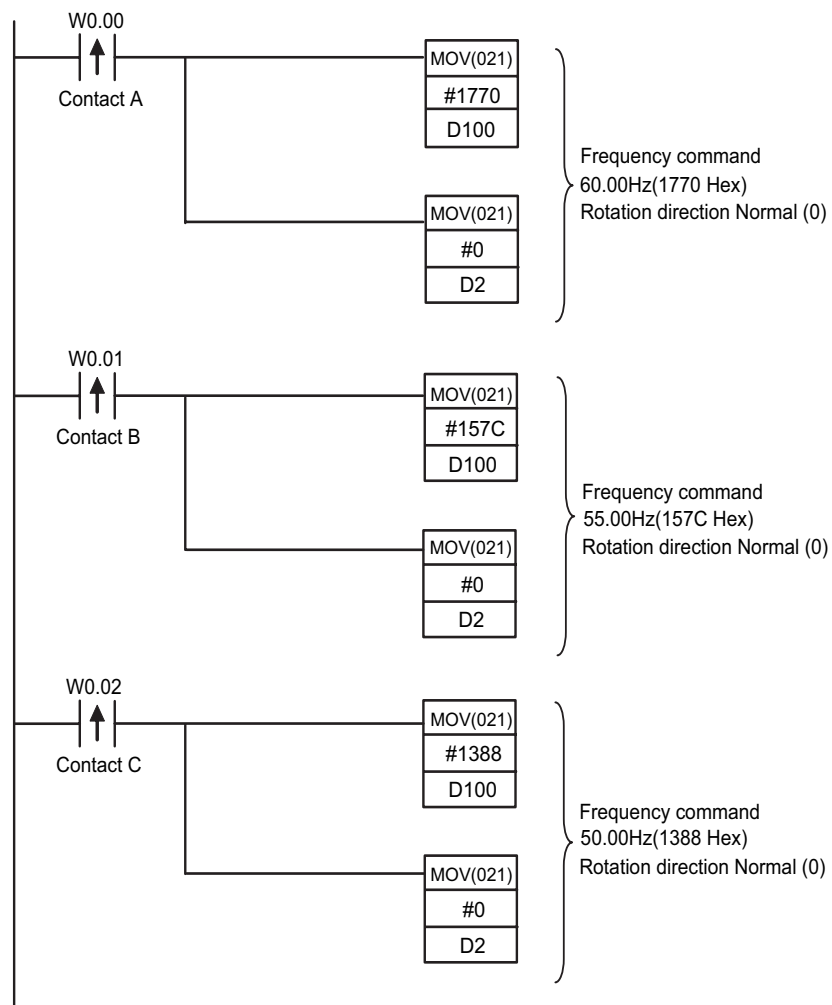 W0.00
Contact A
MOV(021)
#1770
D100
MOV(021)
#0
D2
Frequency command
60.00Hz(1770 Hex)
Rotation direction Normal (0)
W0.01
Contact B
MOV(021)
#157C
D100
MOV(021)
#0
D2
Frequency command
55.00Hz(157C Hex)
Rotation direction Normal (0)
W0.02
Contact C
MOV(021)
#1388
D100
MOV(021)
#0
D2
Frequency command
50.00Hz(1388 Hex)
Rotation direction Normal (0)